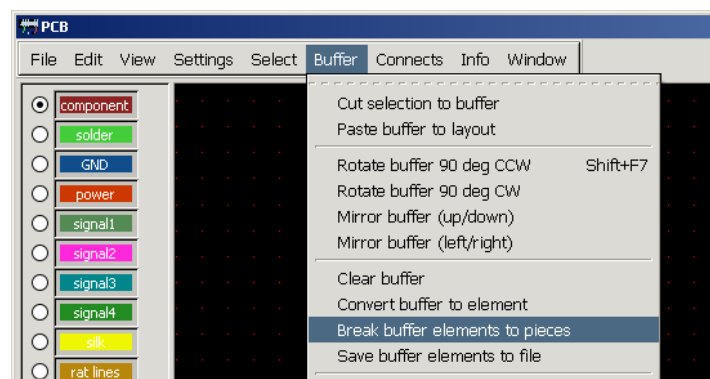 PCB
File Edit View Settings Select Buffer Connects Info Window
component
solder
GND
power
signal1
signal2
signal3
signal4
silk
rat lines
Cut selection to buffer
Paste buffer to layout
Rotate buffer 90 deg CCW Shift+F7
Rotate buffer 90 deg CW
Mirror buffer (up/down)
Mirror buffer (left/right)
Clear buffer
Convert buffer to element
Break buffer elements to pieces
Save buffer elements to file